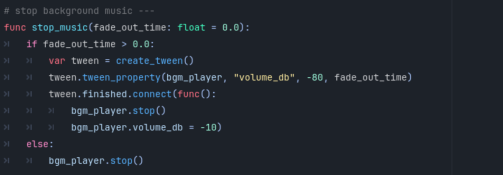 # stop background music ---
func stop_music(fade_out_time: float = 0.0):
if fade_out_time > 0.0:
var tween = create_tween()
tween.tween_property(bgm_player, "volume_db", -80, fade_out_time)
tween.finished.connect(func():
bgm_player.stop()
bgm_player.volume_db = -10)
else:
bgm_player.stop()